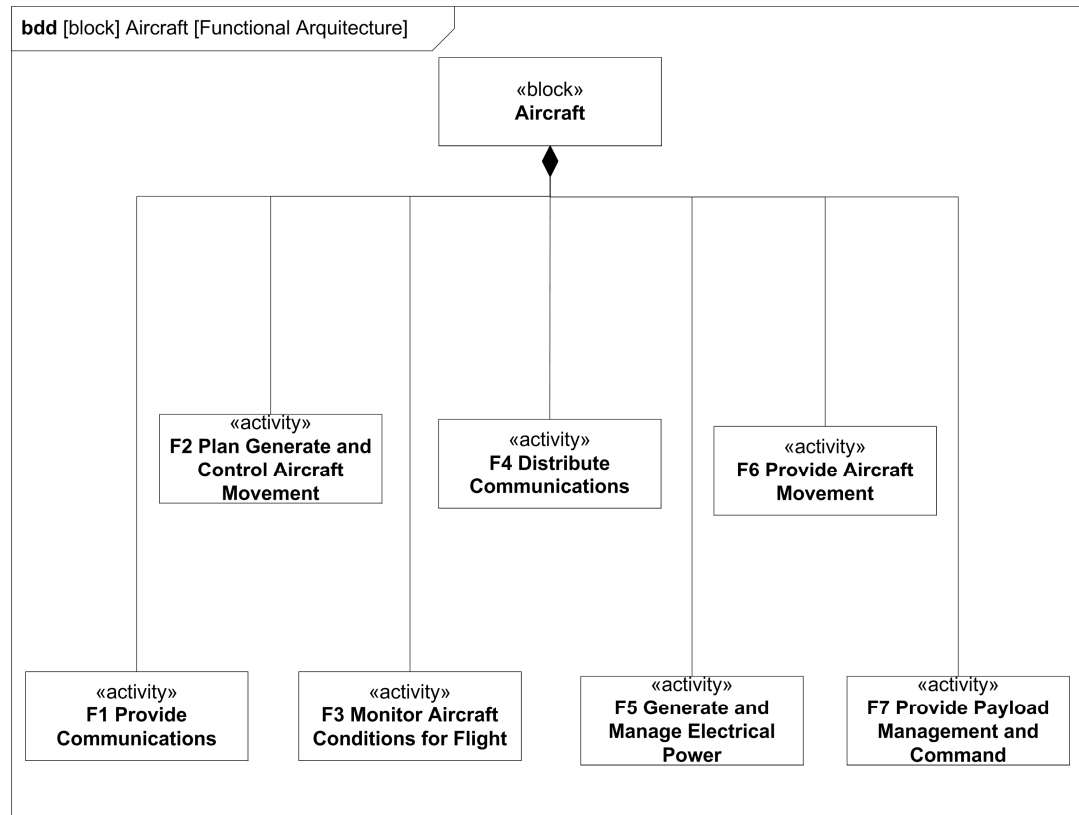 bdd [block] Aircraft [Functional Arquitecture]
«block»
Aircraft
«activity»
F2 Plan Generate and
Control Aircraft
Movement
«activity»
F4 Distribute
Communications
«activity»
F6 Provide Aircraft
Movement
«activity»
F1 Provide
Communications
«activity»
F3 Monitor Aircraft
Conditions for Flight
«activity»
F5 Generate and
Manage Electrical
Power
«activity»
F7 Provide Payload
Management and
Command